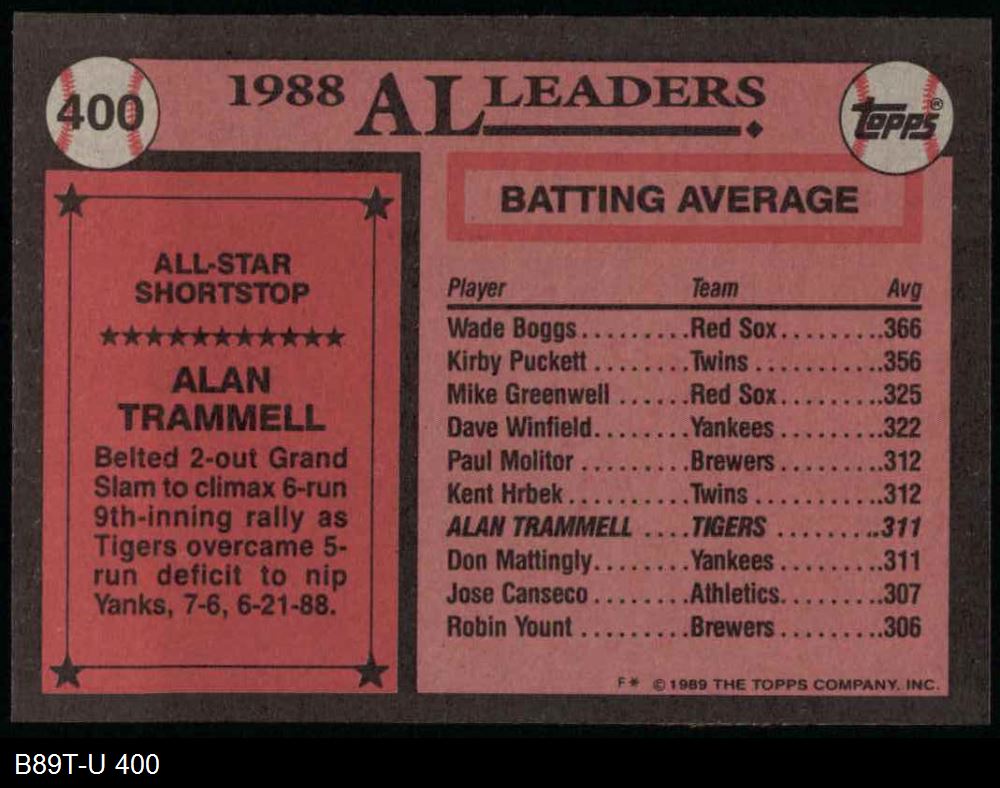 400
1988 AL LEADERS
TOPPS®
ALL-STAR
SHORTSTOP
ALAN
TRAMMELL
Belted 2-out Grand
Slam to climax 6-run
9th-inning rally as
Tigers overcame 5-
run deficit to nip
Yanks, 7-6, 6-21-88.
BATTING AVERAGE
Player Team Avg
Wade Boggs.........Red Sox.........366
Kirby Puckett ........Twins ...........356
Mike Greenwell ......Red Sox.........325
Dave Winfield........Yankees .........322
Paul Molitor .........Brewers.........312
Kent Hrbek..........Twins ...........312
ALAN TRAMMELL ....TIGERS .........311
Don Mattingly........Yankees.........311
Jose Canseco........Athletics.........307
Robin Yount .........Brewers.........306
F* ©1989 THE TOPPS COMPANY, INC.
B89T-U 400